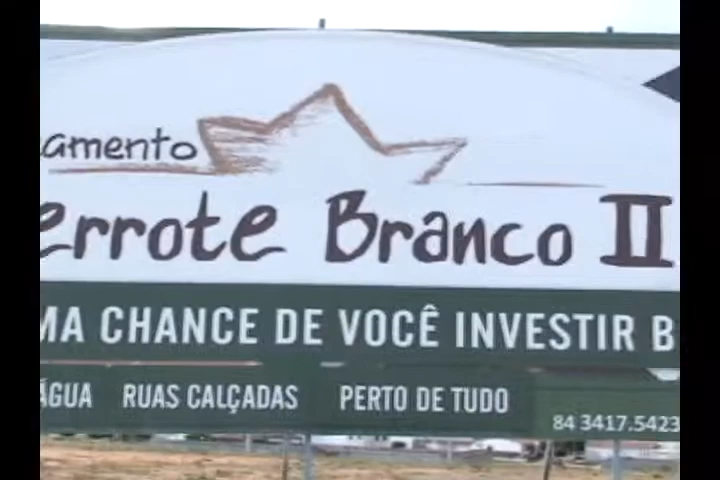 amento
errote Branco II
MA CHANCE DE VOCÊ INVESTIR B
ÁGUA RUAS CALÇADAS PERTO DE TUDO
84 3417.5423